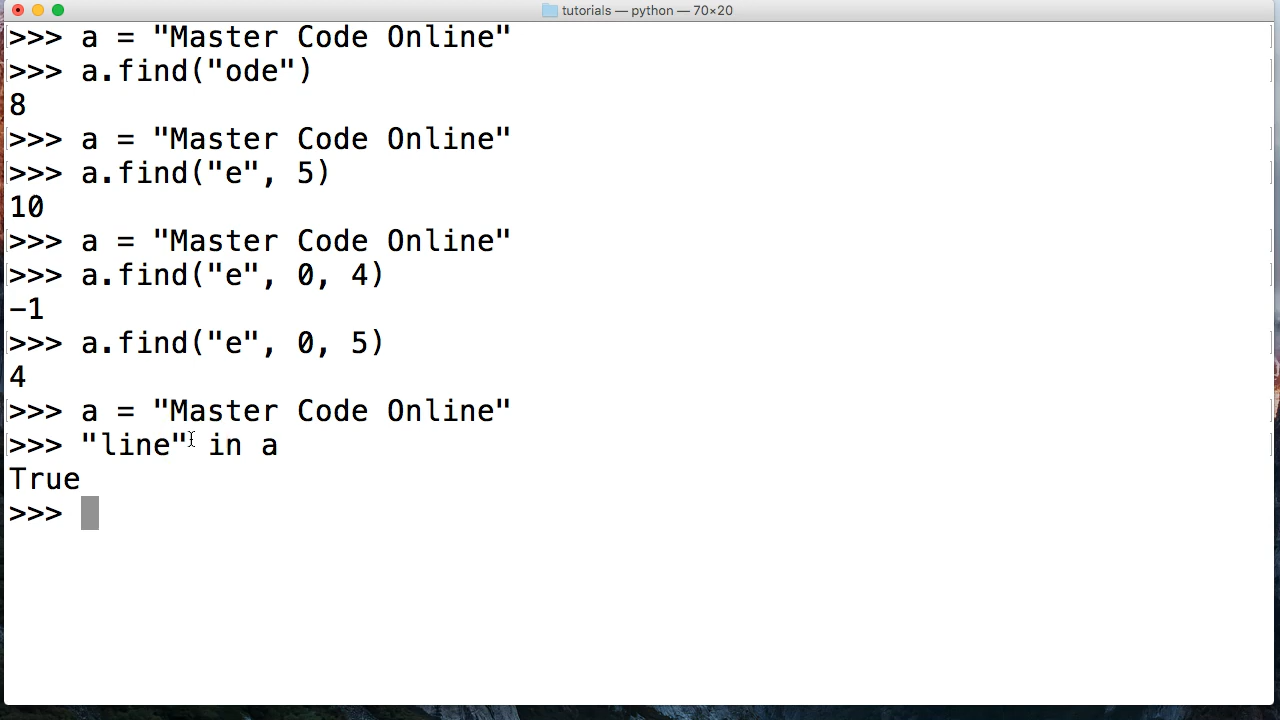 tutorials — python — 70×20
>>> a = "Master Code Online"
>>> a.find("ode")
8
>>> a = "Master Code Online"
>>> a.find("e", 5)
10
>>> a = "Master Code Online"
>>> a.find("e", 0, 4)
-1
>>> a.find("e", 0, 5)
4
>>> a = "Master Code Online"
>>> "line" in a
True
>>>